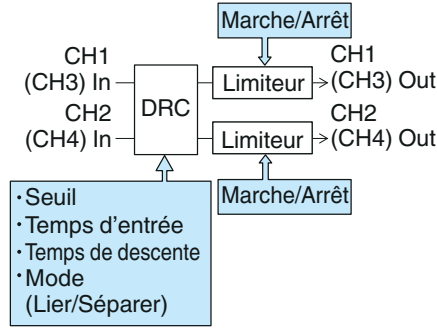 Marche/Arrêt
CH1
(CH3) In
DRC
Limiteur
CH1
(CH3) Out
CH2
(CH4) In
Limiteur
CH2
(CH4) Out
Marche/Arrêt
・Seuil
・Temps d'entrée
・Temps de descente
・Mode
(Lier/Séparer)